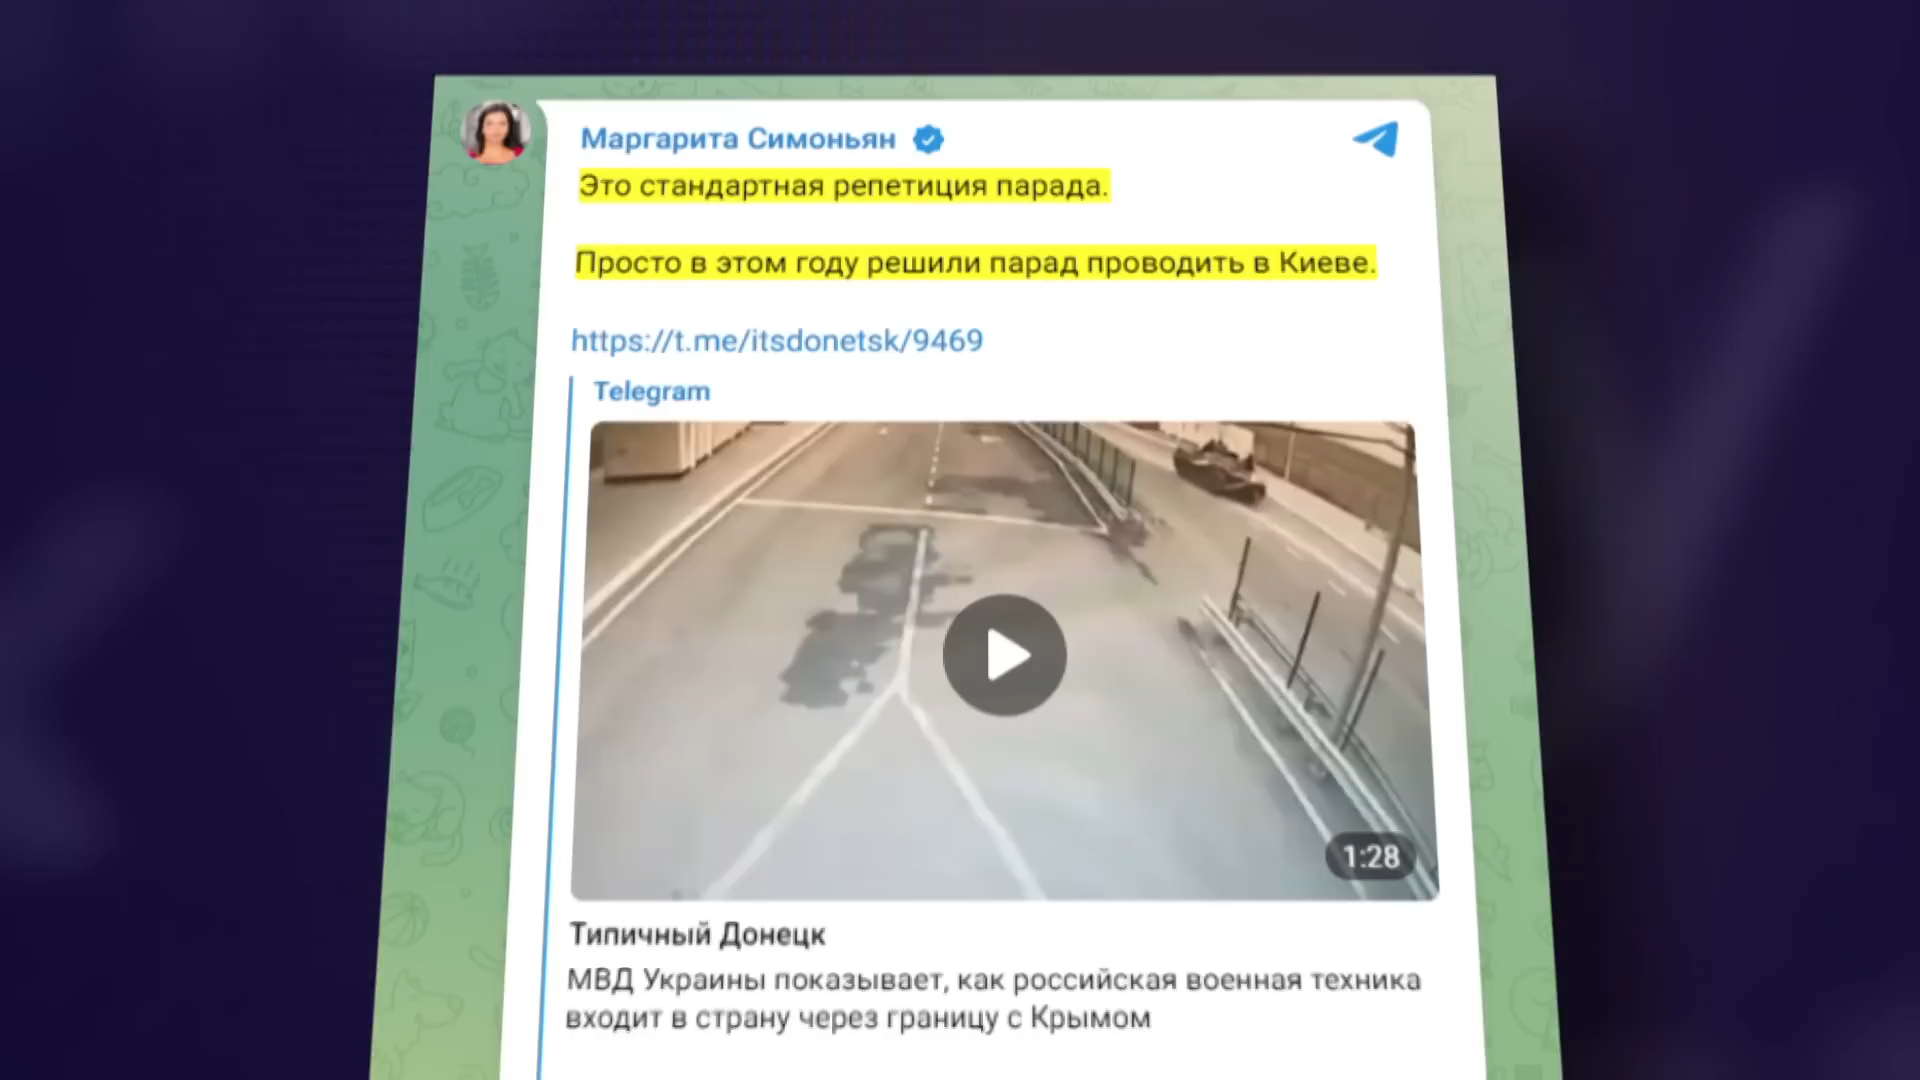 Маргарита Симоньян
Это стандартная репетиция парада.
Просто в этом году решили парад проводить в Киеве.
https://t.me/itsdonetsk/9469
Telegram
1:28
Типичный Донецк
МВД Украины показывает, как российская военная техника
входит в страну через границу с Крымом